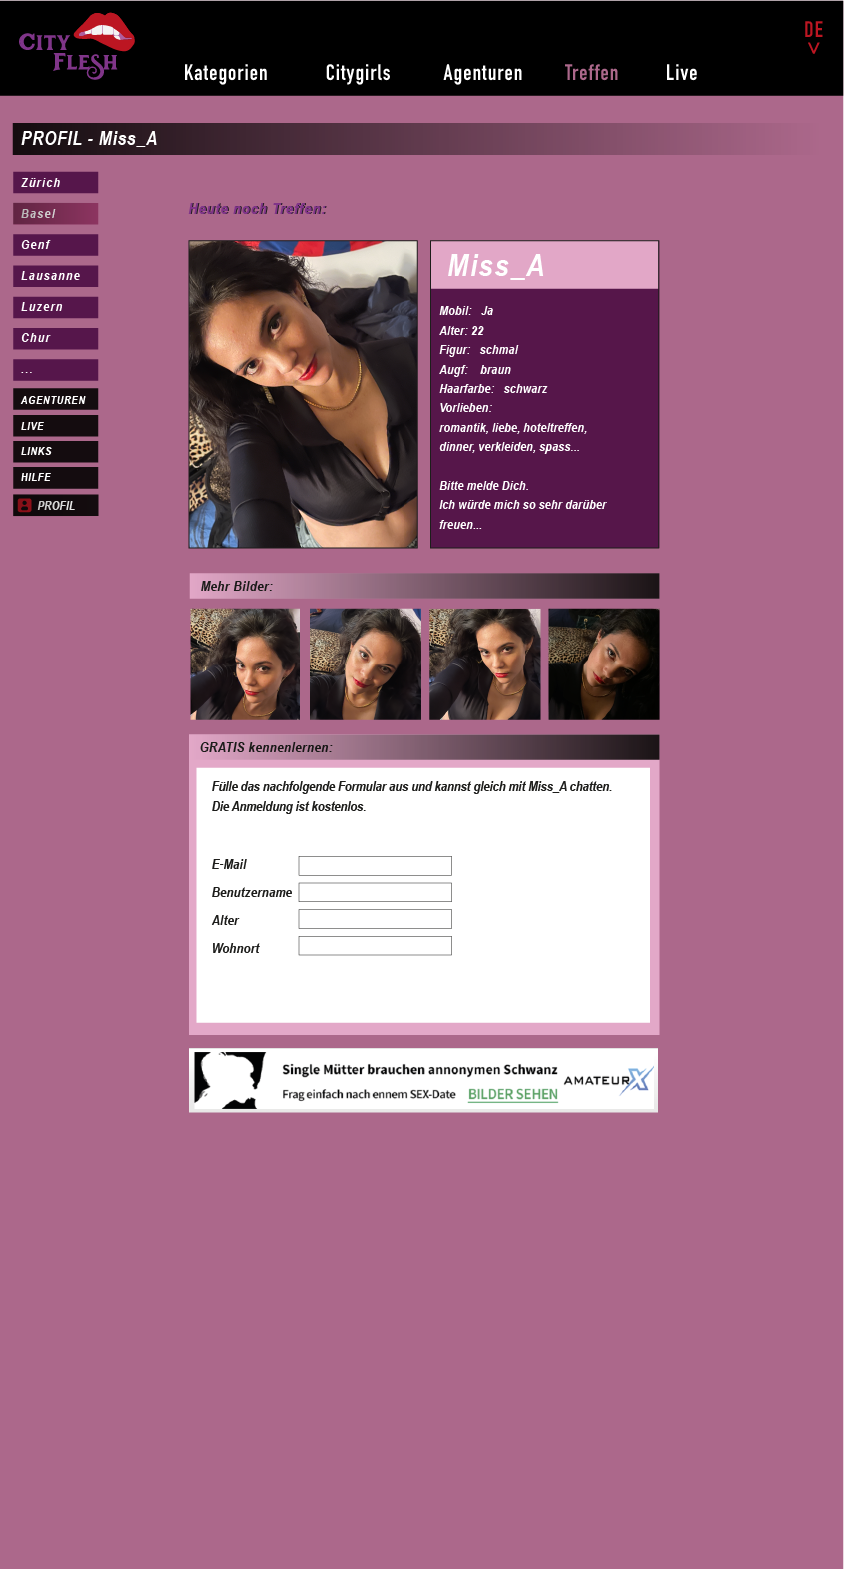 CITY
FLESH
DE
Kategorien
Citygirls
Agenturen
Treffen
Live
PROFIL - Miss_A
Zürich
Basel
Genf
Lausanne
Luzern
Chur
...
AGENTUREN
LIVE
LINKS
HILFE
PROFIL
Heute noch Treffen:
Miss_A
Mobil: Ja
Alter: 22
Figur: schmal
Augf: braun
Haarfarbe: schwarz
Vorlieben:
romantik, liebe, hoteltreffen,
dinner, verkleiden, spass...
Bitte melde Dich.
Ich würde mich so sehr darüber
freuen...
Mehr Bilder:
GRATIS kennenlernen:
Fülle das nachfolgende Formular aus und kannst gleich mit Miss_A chatten.
Die Anmeldung ist kostenlos.
E-Mail
Benutzername
Alter
Wohnort
Single Mütter brauchen annonymen Schwanz
Frag einfach nach ennem SEX-Date BILDER SEHEN
AMATEURX